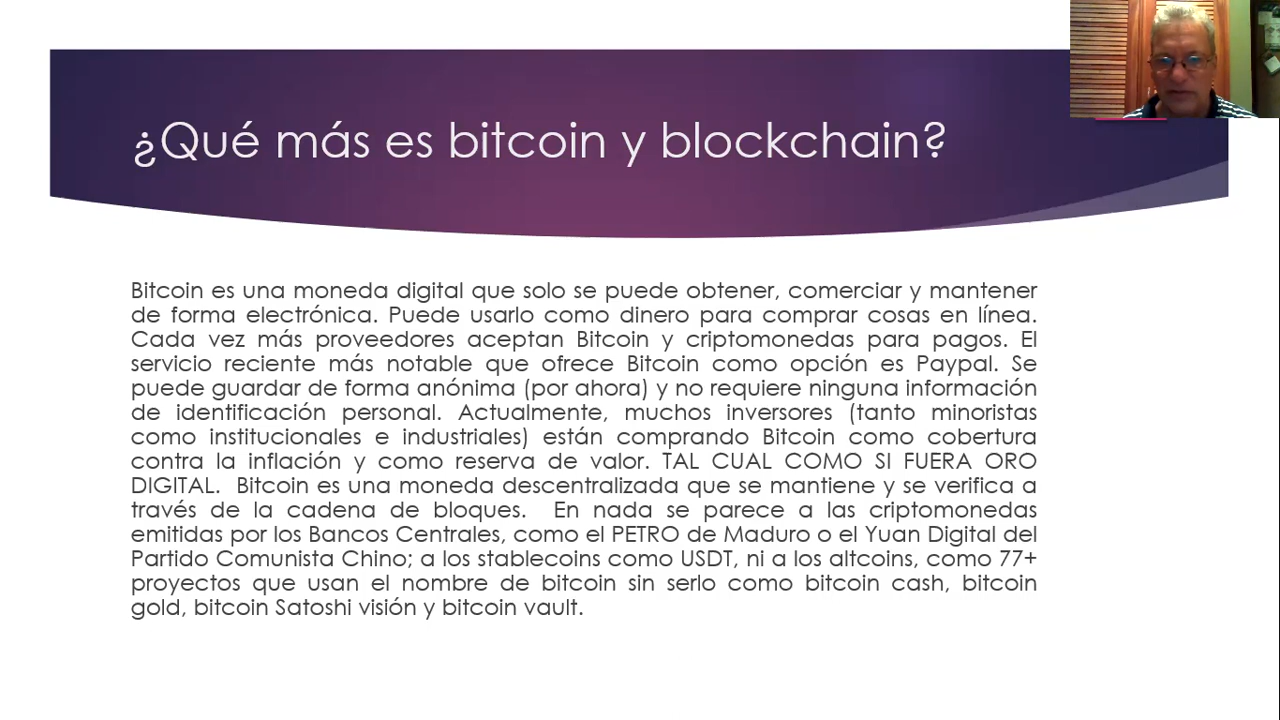 ¿Qué más es bitcoin y blockchain?
Bitcoin es una moneda digital que solo se puede obtener, comerciar y mantener
de forma electrónica. Puede usarlo como dinero para comprar cosas en línea.
Cada vez más proveedores aceptan Bitcoin y criptomonedas para pagos. El
servicio reciente más notable que ofrece Bitcoin como opción es Paypal. Se
puede guardar de forma anónima (por ahora) y no requiere ninguna información
de identificación personal. Actualmente, muchos inversores (tanto minoristas
como institucionales e industriales) están comprando Bitcoin como cobertura
contra la inflación y como reserva de valor. TAL CUAL COMO SI FUERA ORO
DIGITAL. Bitcoin es una moneda descentralizada que se mantiene y se verifica a
través de la cadena de bloques. En nada se parece a las criptomonedas
emitidas por los Bancos Centrales, como el PETRO de Maduro o el Yuan Digital del
Partido Comunista Chino; a los stablecoins como USDT, ni a los altcoins, como 77+
proyectos que usan el nombre de bitcoin sin serlo como bitcoin cash, bitcoin
gold, bitcoin Satoshi visión y bitcoin vault.